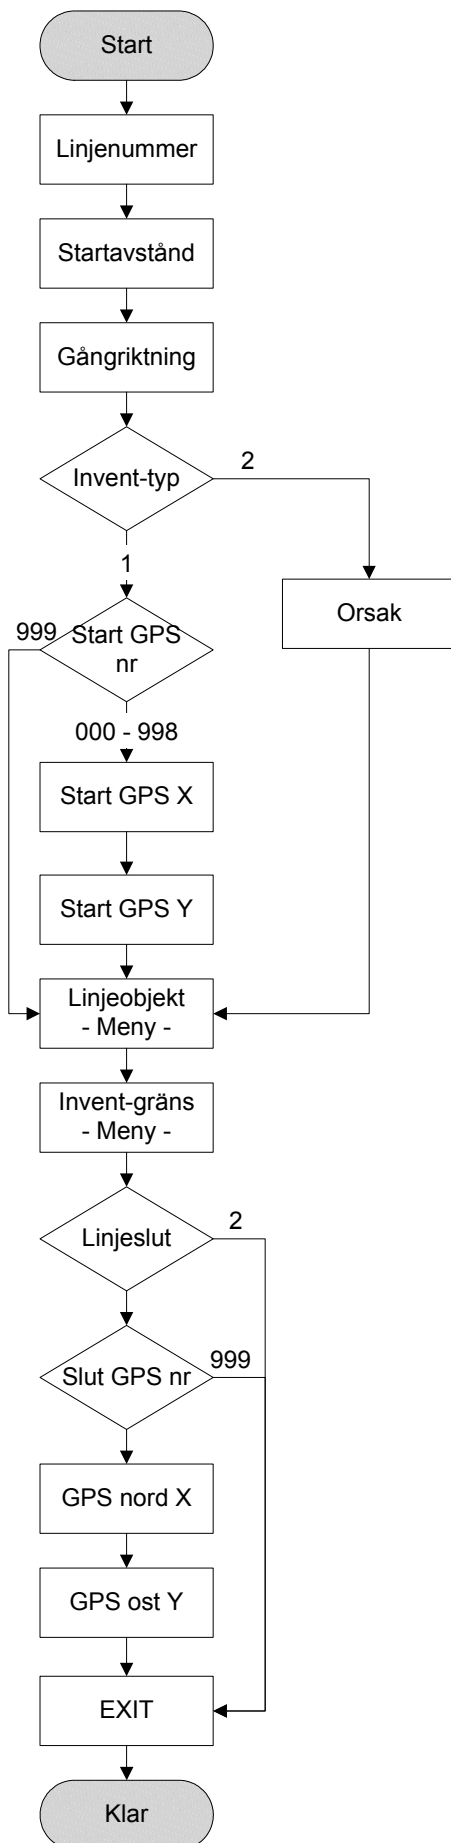 Start
Linjenummer
Startavstånd
Gångriktning
Invent-typ
2
1
Orsak
999
Start GPS
nr
000 - 998
Start GPS X
Start GPS Y
Linjeobjekt
- Meny -
Invent-gräns
- Meny -
Linjeslut
2
Slut GPS nr
999
GPS nord X
GPS ost Y
EXIT
Klar